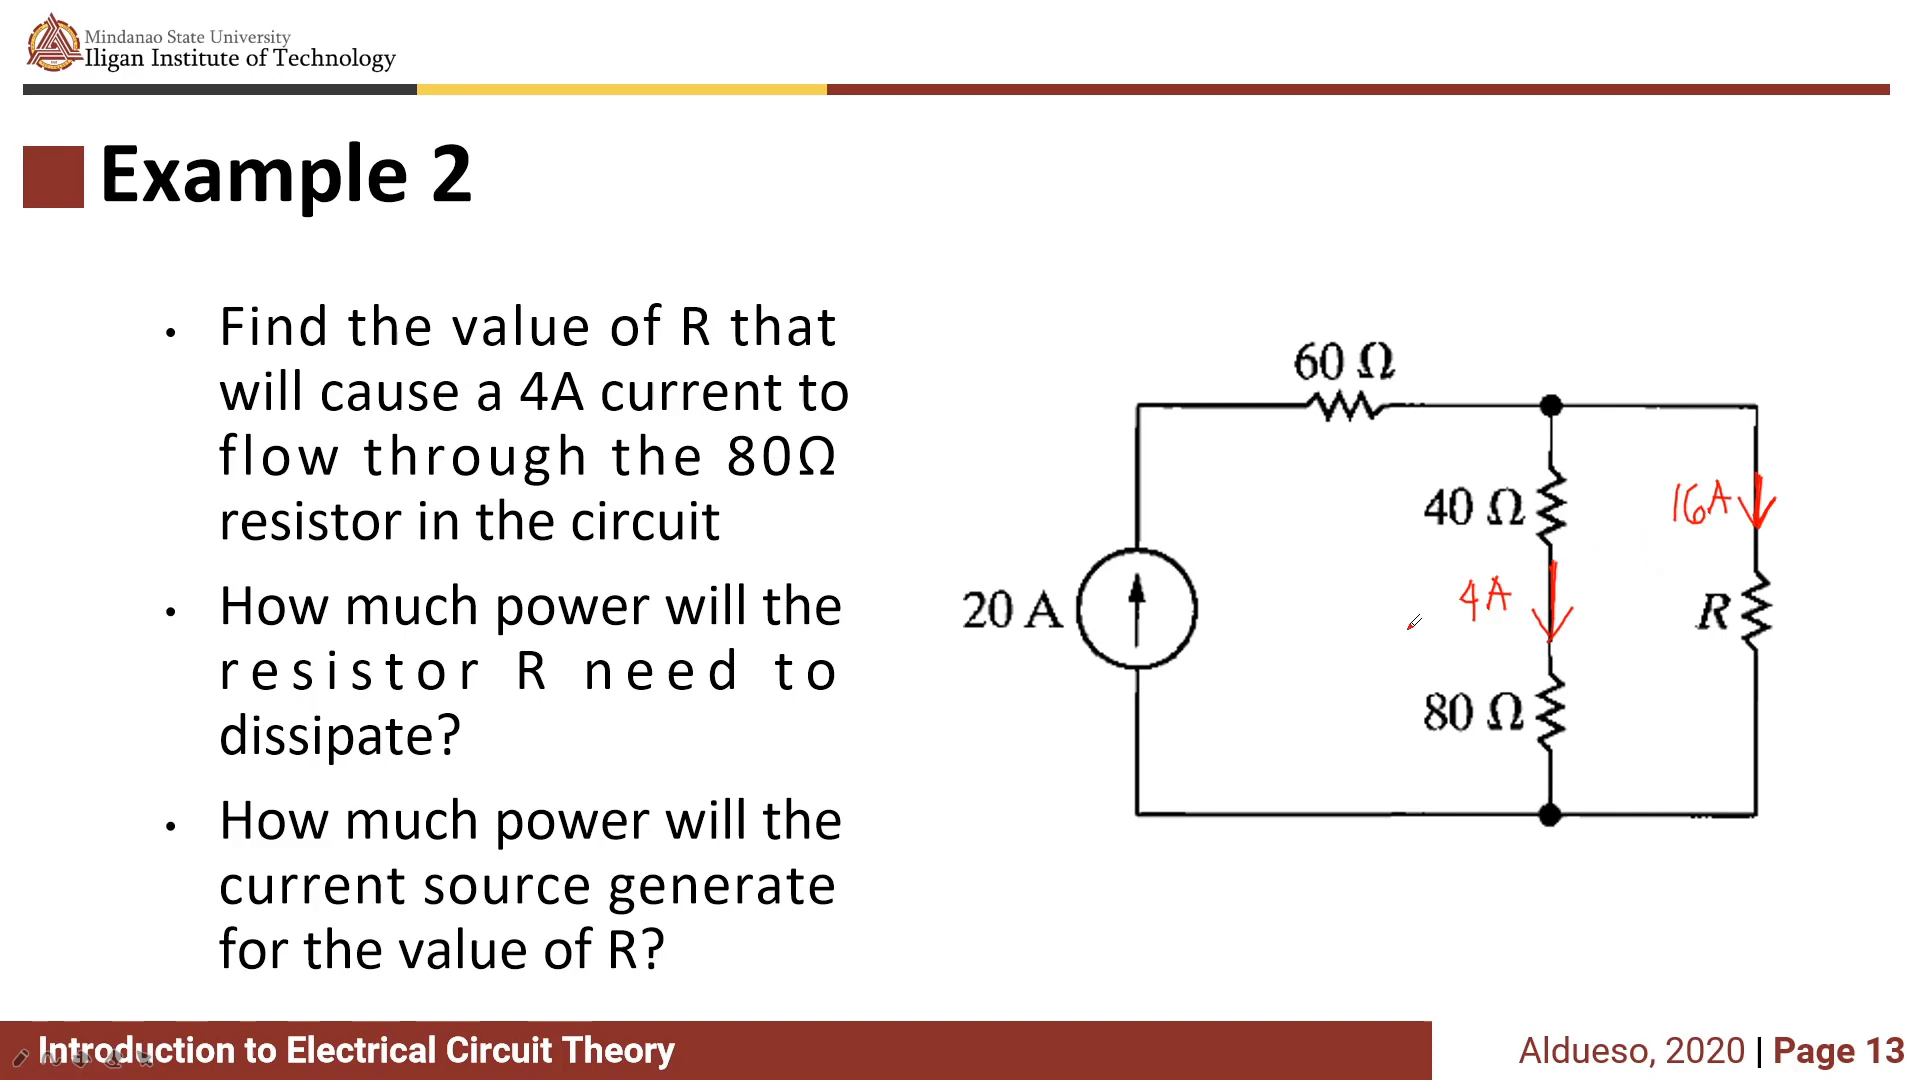 Mindanao State University
Iligan Institute of Technology
Example 2
• Find the value of R that
will cause a 4A current to
flow through the 80Ω
resistor in the circuit
• How much power will the
resistor R need to
dissipate?
• How much power will the
current source generate
for the value of R?
60 Ω
40 Ω
16A
4A
20 A
R
80 Ω
Introduction to Electrical Circuit Theory
Aldueso, 2020 | Page 13